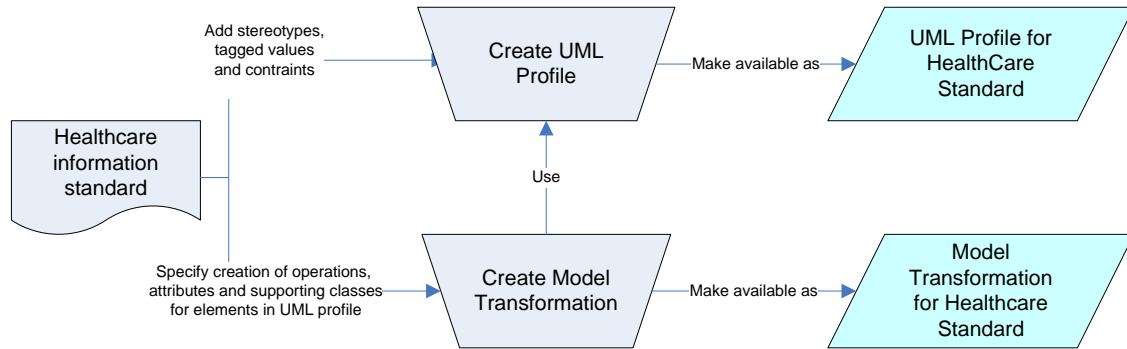 Add stereotypes,
tagged values
and contraints
Create UML
Profile
Make available as
UML Profile for
HealthCare
Standard
Healthcare
information
standard
Use
Specify creation of operations,
attributes and supporting classes
for elements in UML profile
Create Model
Transformation
Make available as
Model
Transformation
for Healthcare
Standard